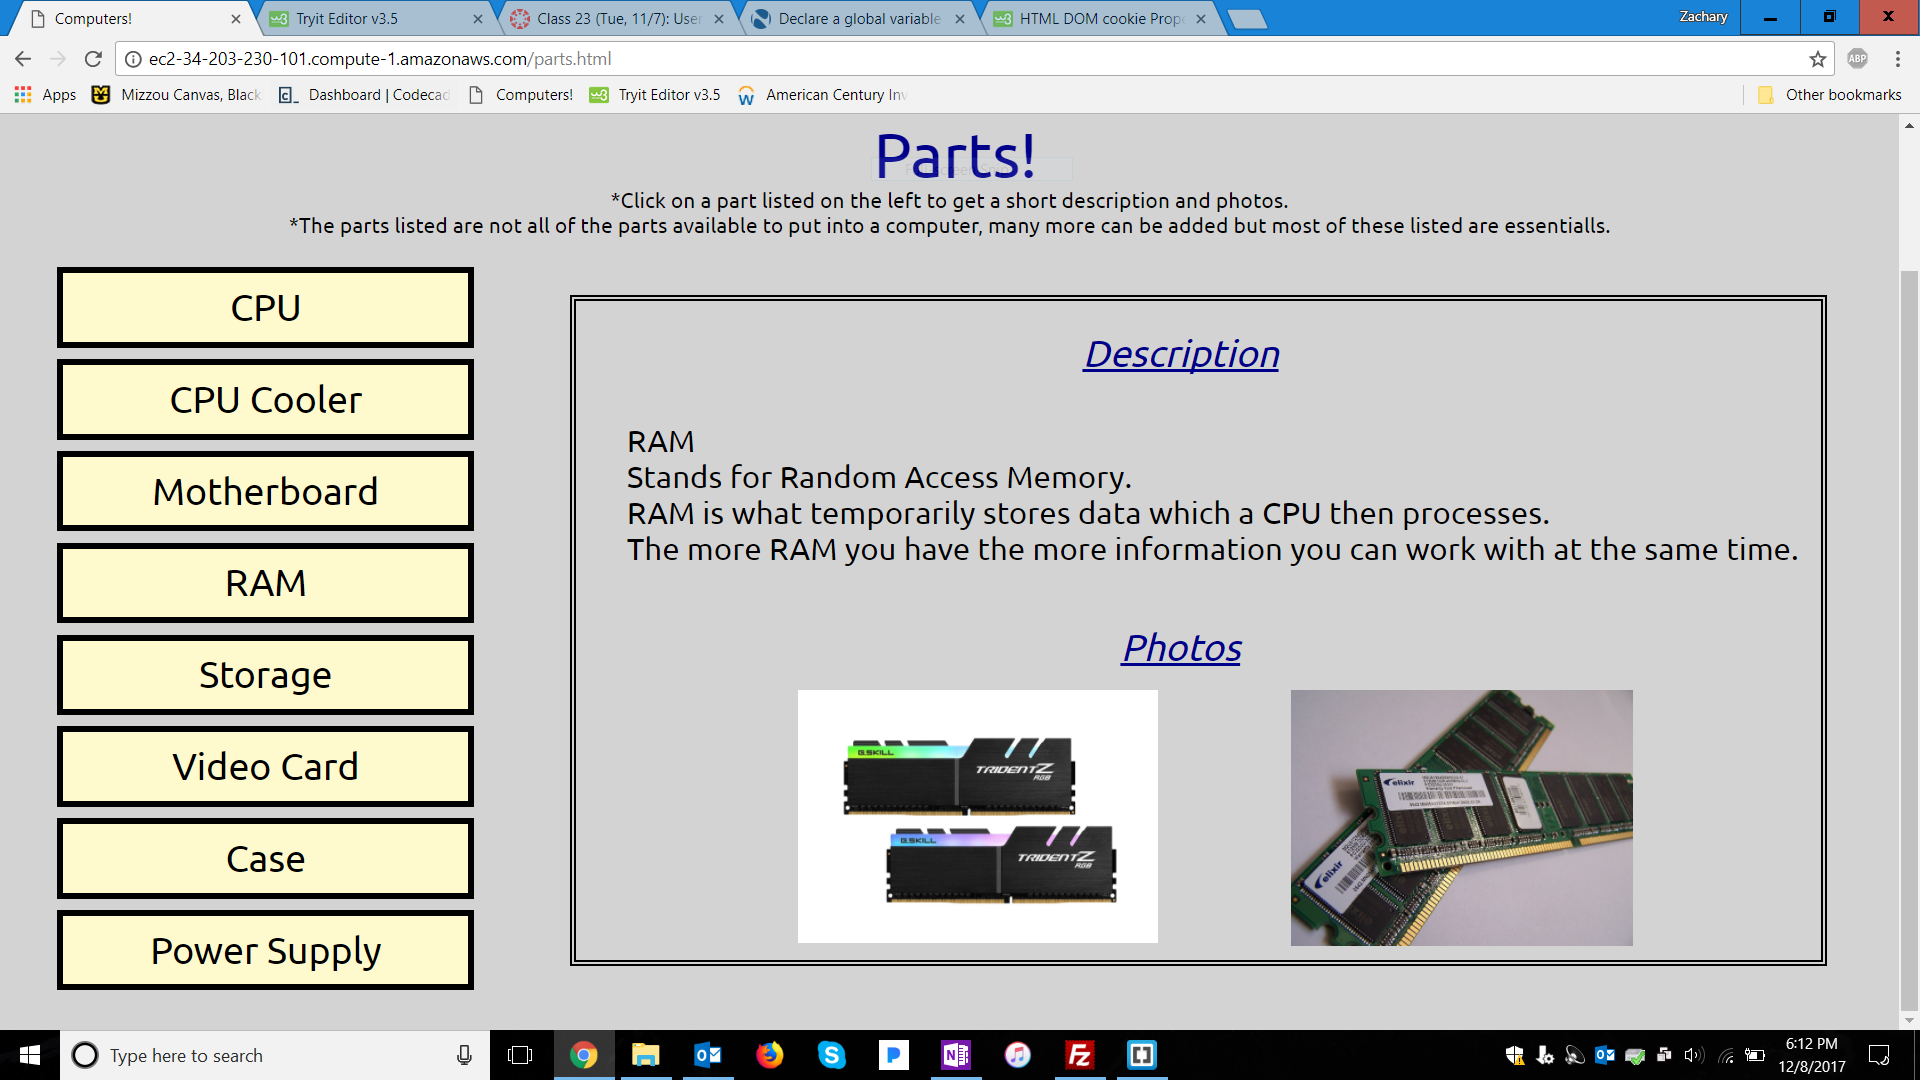 Computers!
Tryit Editor v3.5
Class 23 (Tue, 11/7): User
Declare a global variable
HTML DOM cookie Prope
Zachary
ec2-34-203-230-101.compute-1.amazonaws.com/parts.html
ABP
Apps
Mizzou Canvas, Black
Dashboard | Codecad
Computers!
Tryit Editor v3.5
American Century Inv
Other bookmarks
Parts!
*Click on a part listed on the left to get a short description and photos.
*The parts listed are not all of the parts available to put into a computer, many more can be added but most of these listed are essentialls.
CPU
CPU Cooler
Motherboard
RAM
Storage
Video Card
Case
Power Supply
Description
RAM
Stands for Random Access Memory.
RAM is what temporarily stores data which a CPU then processes.
The more RAM you have the more information you can work with at the same time.
Photos
G.SKILL
TRIDENTZ
RGB
G.SKILL
TRIDENTZ
RGB
elixir
elixir
Type here to search
6:12 PM
12/8/2017